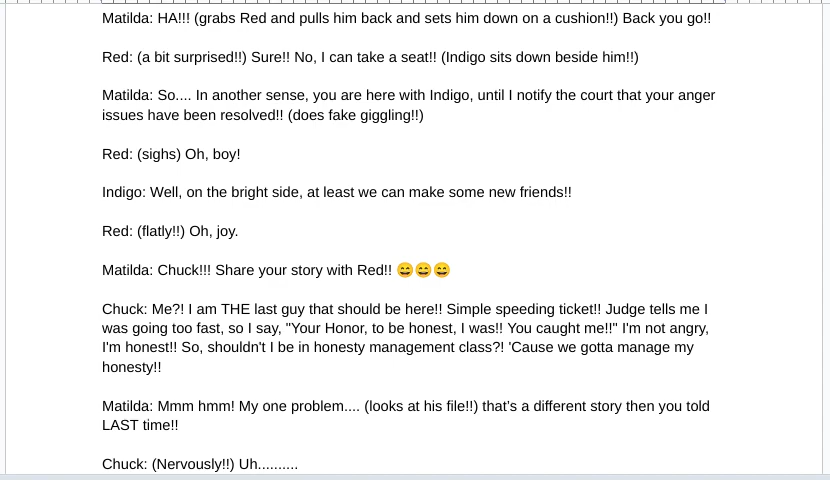 Matilda: HA!!! (grabs Red and pulls him back and sets him down on a cushion!!) Back you go!!
Red: (a bit surprised!!) Sure!! No, I can take a seat!! (Indigo sits down beside him!!)
Matilda: So.... In another sense, you are here with Indigo, until I notify the court that your anger
issues have been resolved!! (does fake giggling!!)
Red: (sighs) Oh, boy!
Indigo: Well, on the bright side, at least we can make some new friends!!
Red: (flatly!!) Oh, joy.
Matilda: Chuck!!! Share your story with Red!! 😄😄😄
Chuck: Me?! I am THE last guy that should be here!! Simple speeding ticket!! Judge tells me I
was going too fast, so I say, "Your Honor, to be honest, I was!! You caught me!!" I'm not angry,
I'm honest!! So, shouldn't I be in honesty management class?! 'Cause we gotta manage my
honesty!!
Matilda: Mmm hmm! My one problem.... (looks at his file!!) that’s a different story then you told
LAST time!!
Chuck: (Nervously!!) Uh..........